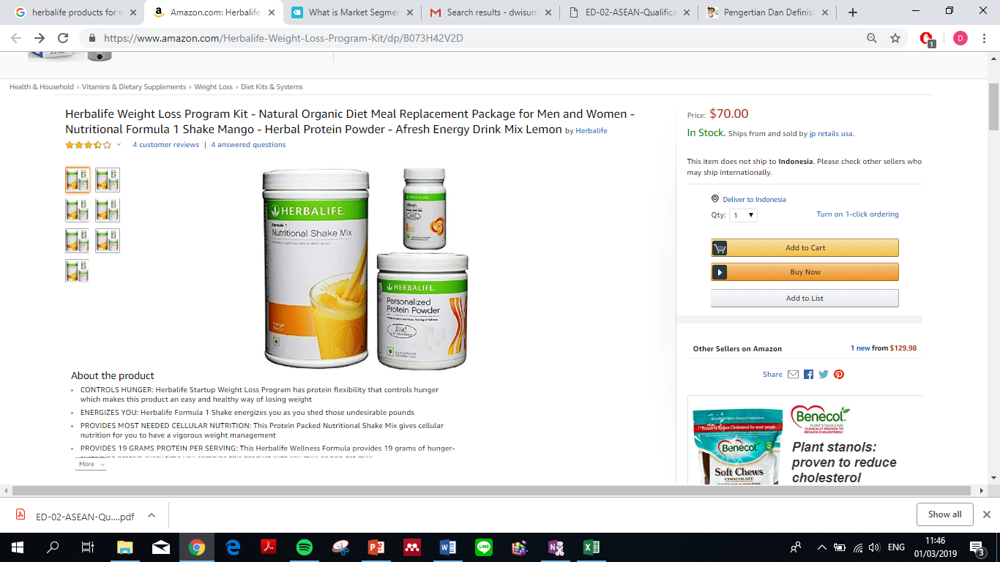 herbalife products for w
Amazon.com: Herbalife
What is Market Segmen
Search results - dwisunu
ED-02-ASEAN-Qualifica
Pengertian Dan Definisi
https://www.amazon.com/Herbalife-Weight-Loss-Program-Kit/dp/B073H42V2D
D
1
Health & Household › Vitamins & Dietary Supplements › Weight Loss › Diet Kits & Systems
Herbalife Weight Loss Program Kit - Natural Organic Diet Meal Replacement Package for Men and Women -
Nutritional Formula 1 Shake Mango - Herbal Protein Powder - Afresh Energy Drink Mix Lemon by Herbalife
4 customer reviews | 4 answered questions
HERBALIFE.
Formula 1
Nutritional Shake Mix
mango
HERBALIFE
Afresh
Energy Drink Mix
HERBALIFE.
Personalized
Protein Powder
About the product
CONTROLS HUNGER: Herbalife Startup Weight Loss Program has protein flexibility that controls hunger
which makes this product an easy and healthy way of losing weight
ENERGIZES YOU: Herbalife Formula 1 Shake energizes you as you shed those undesirable pounds
PROVIDES MOST NEEDED CELLULAR NUTRITION: This Protein Packed Nutritional Shake Mix gives cellular
nutrition for you to have a vigorous weight management
PROVIDES 19 GRAMS PROTEIN PER SERVING: This Herbalife Wellness Formula provides 19 grams of hunger-
More
Price: $70.00
In Stock. Ships from and sold by jp retails usa.
This item does not ship to Indonesia. Please check other sellers who
may ship internationally.
Deliver to Indonesia
Qty: 1
Turn on 1-click ordering
Add to Cart
Buy Now
Add to List
Other Sellers on Amazon
1 new from $129.98
Share
Benecol
Soft Chews
CHOCOLATE
Benecol
PLANT STANOLS ARE
CLINICALLY PROVEN TO
REDUCE CHOLESTEROL
Plant stanols:
proven to reduce
cholesterol
ED-02-ASEAN-Qu....pdf
Show all
ENG
11:46
01/03/2019
3